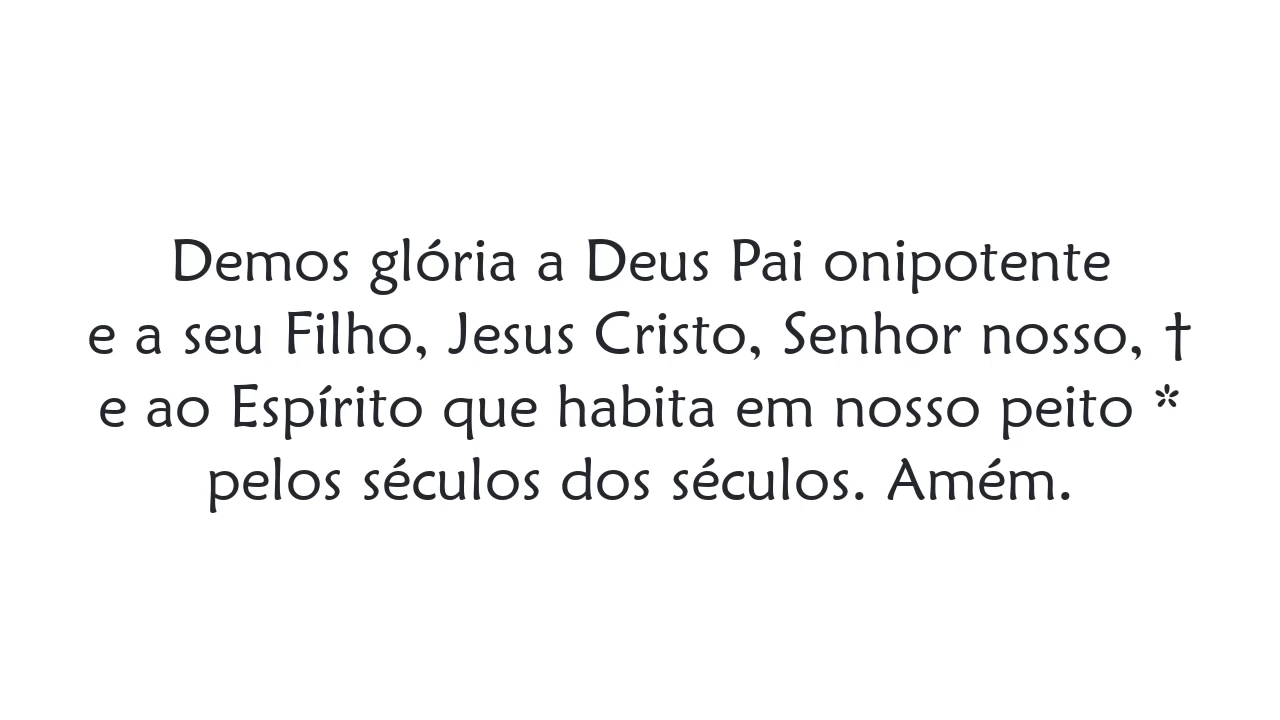 Demos glória a Deus Pai onipotente
e a seu Filho, Jesus Cristo, Senhor nosso, †
e ao Espírito que habita em nosso peito *
pelos séculos dos séculos. Amém.